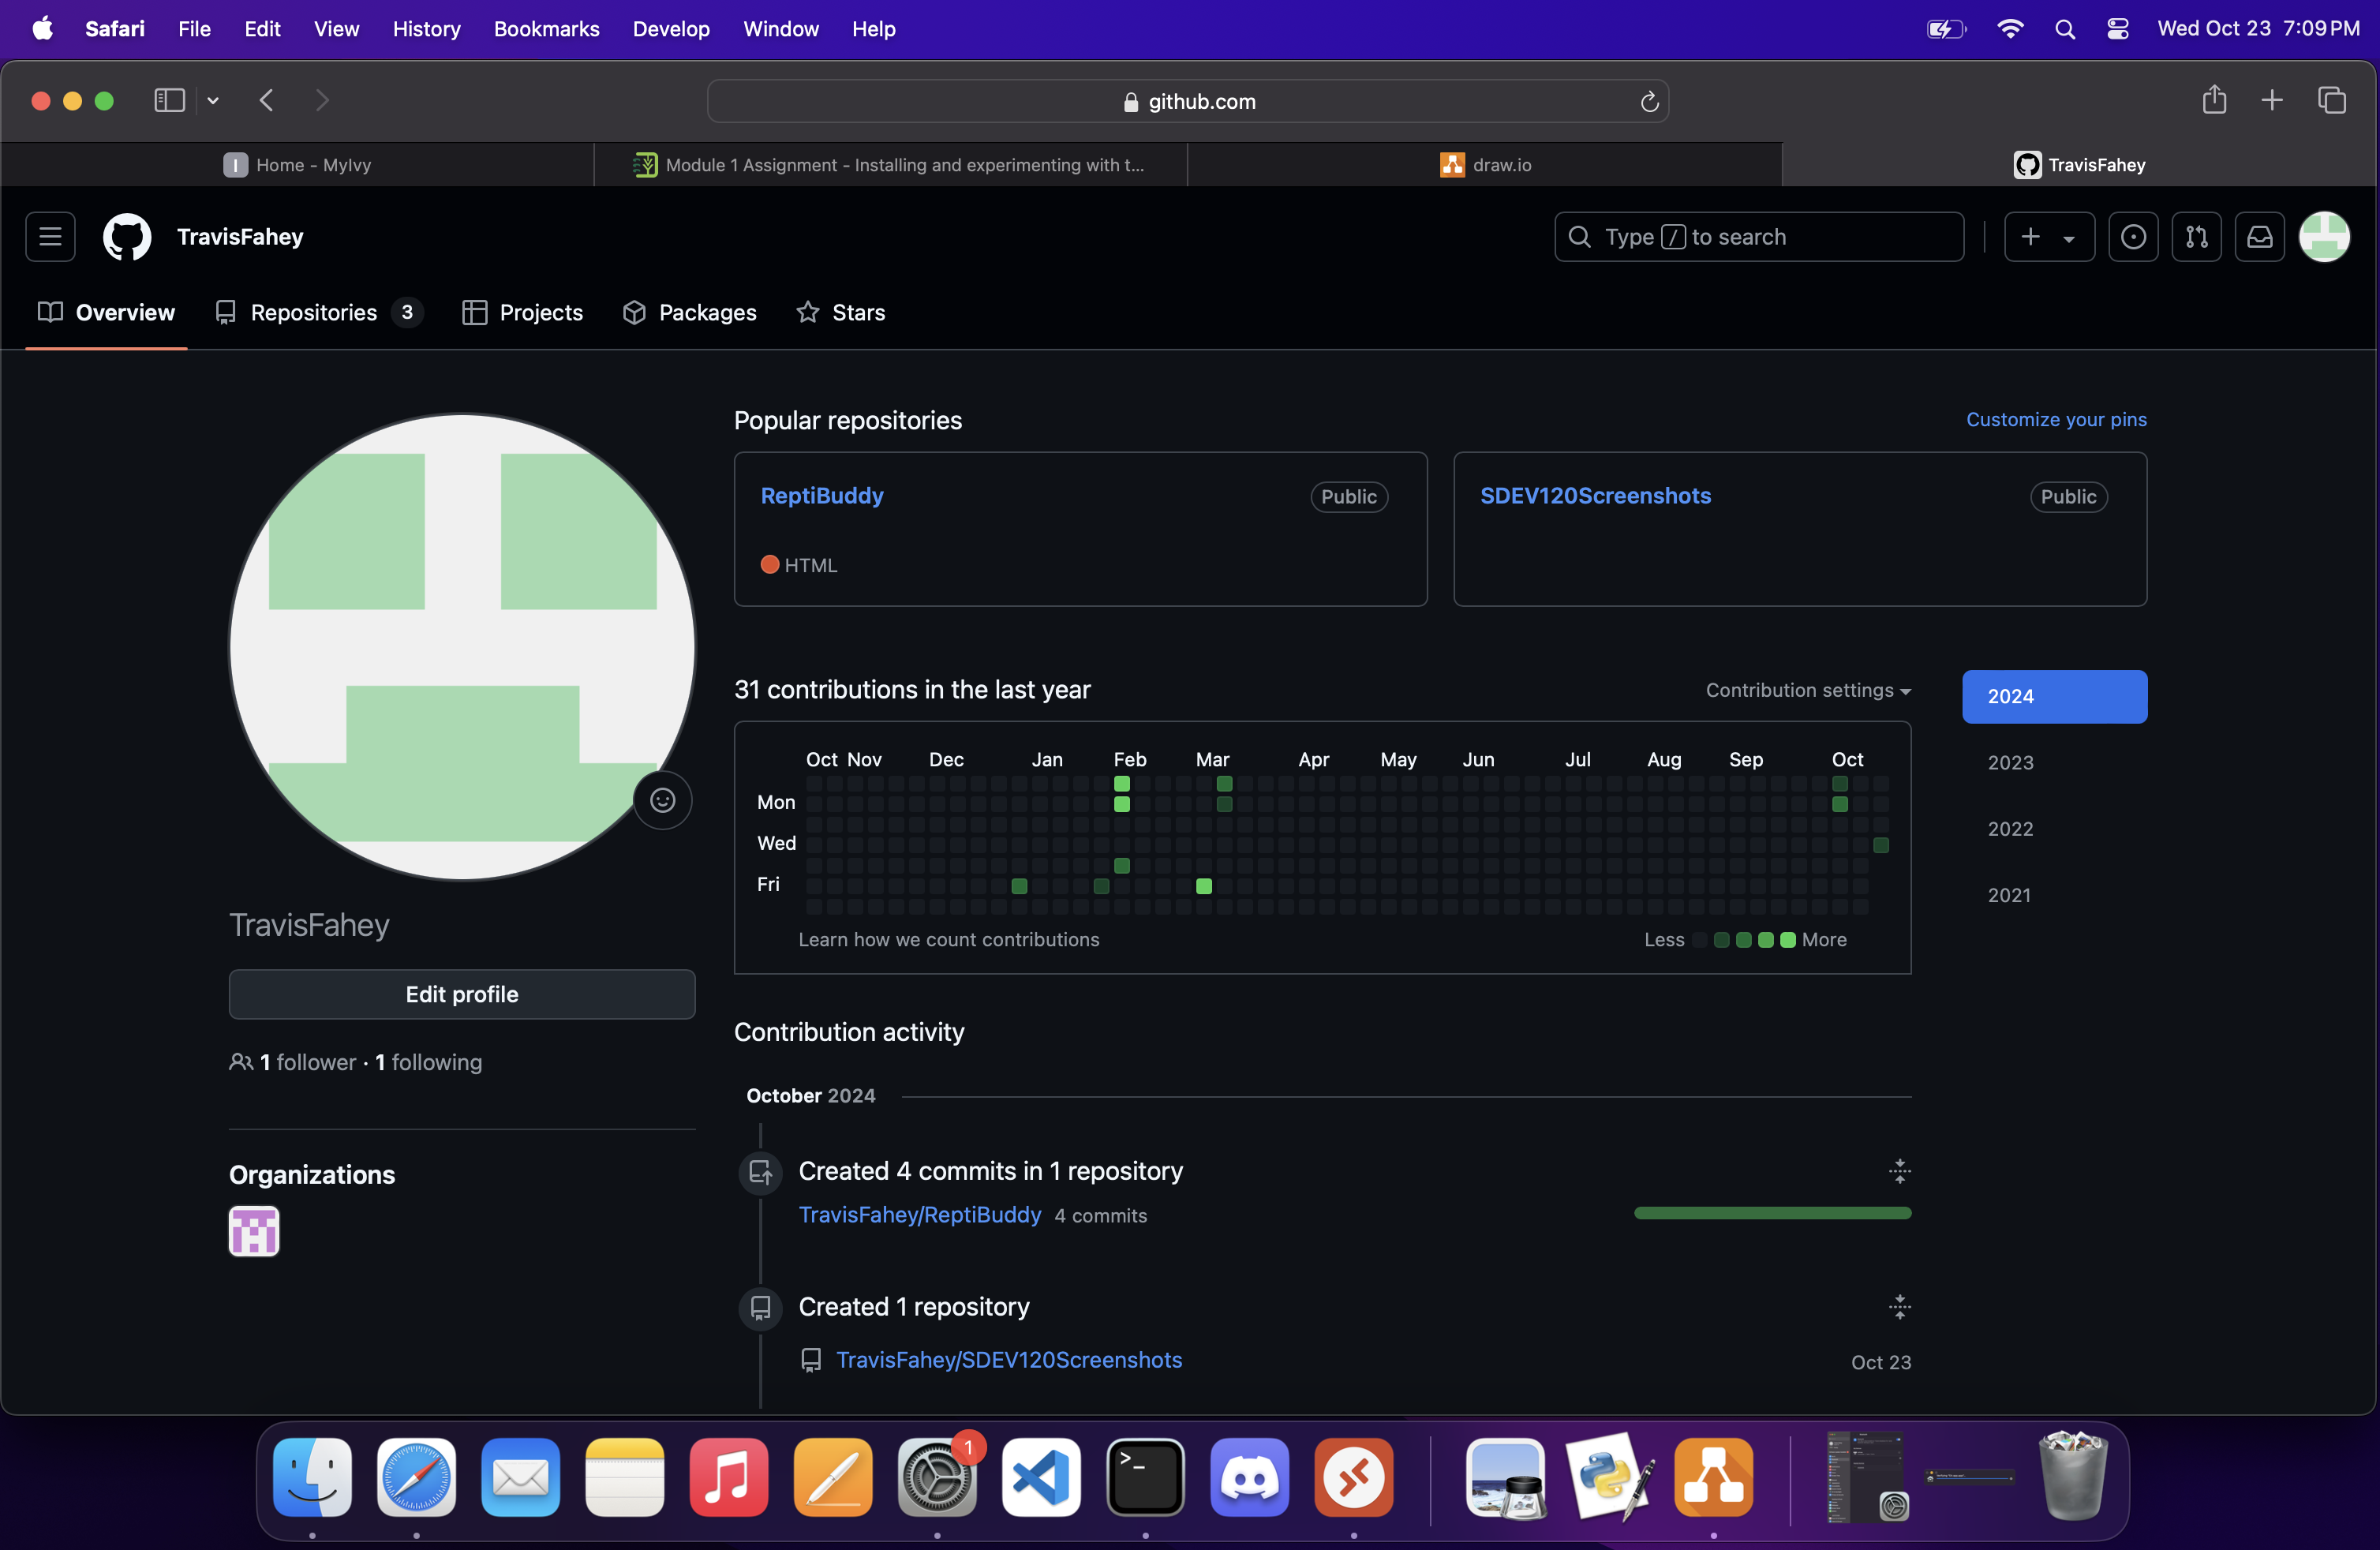 Safari File Edit View History Bookmarks Develop Window Help Wed Oct 23 7:09 PM
github.com
I Home - MyIvy Module 1 Assignment - Installing and experimenting with t... draw.io TravisFahey
TravisFahey Type / to search
Overview Repositories 3 Projects Packages Stars
Popular repositories Customize your pins
ReptiBuddy Public SDEV120Screenshots Public
HTML
31 contributions in the last year Contribution settings 2024
2023
2022
2021
Oct Nov Dec Jan Feb Mar Apr May Jun Jul Aug Sep Oct
Mon
Wed
Fri
Learn how we count contributions Less More
TravisFahey
Edit profile
1 follower · 1 following
Organizations
Contribution activity
October 2024
Created 4 commits in 1 repository
TravisFahey/ReptiBuddy 4 commits
Created 1 repository
TravisFahey/SDEV120Screenshots Oct 23
1
>_